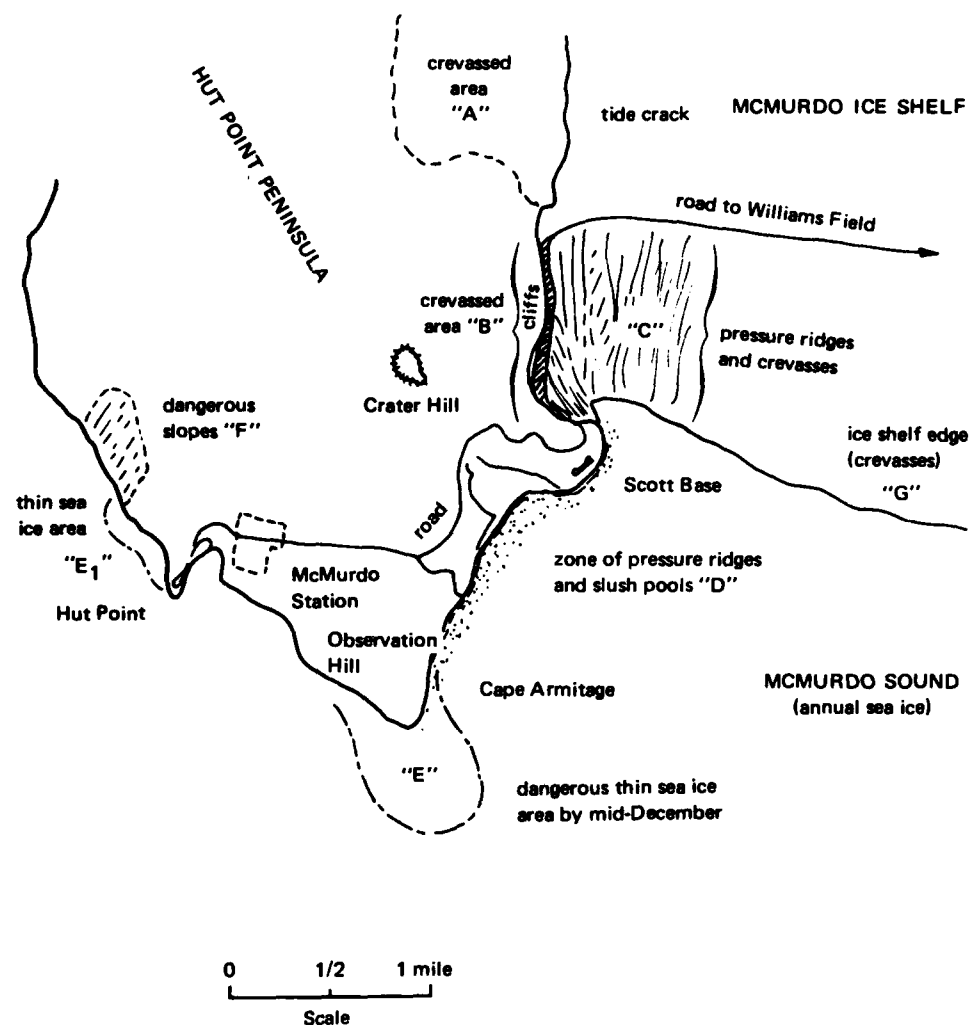 crevassed
area
"A"
HUT POINT PENINSULA
tide crack
MCMURDO ICE SHELF
road to Williams Field
crevassed
area "B"
cliffs
"C"
pressure ridges
and crevasses
Crater Hill
dangerous
slopes "F"
ice shelf edge
(crevasses)
"G"
Scott Base
thin sea
ice area
"E1"
Hut Point
road
McMurdo
Station
zone of pressure ridges
and slush pools "D"
Observation
Hill
Cape Armitage
MCMURDO SOUND
(annual sea ice)
"E"
dangerous thin sea ice
area by mid-December
0 1/2 1 mile
Scale